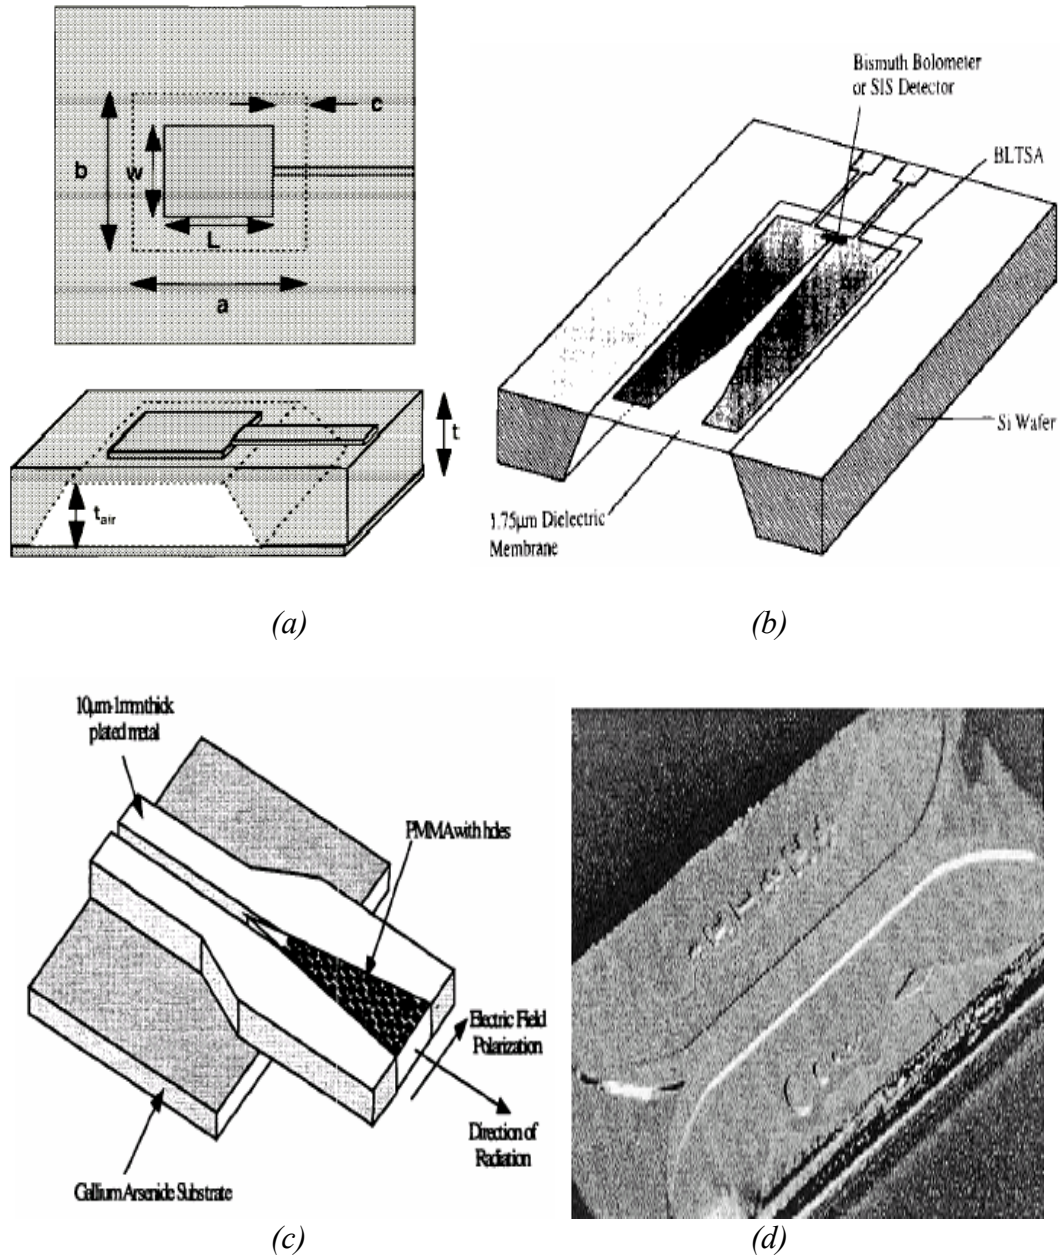 c
b
w
L
a
t
t_air
(a)
Bismuth Bolometer
or SIS Detector
BLTSA
Si Wafer
1.75μm Dielectric
Membrane
(b)
10μm-1mm thick
plated metal
PMMA with holes
Electric Field
Polarization
Direction of
Radiation
Gallium Arsenide Substrate
(c)
(d)